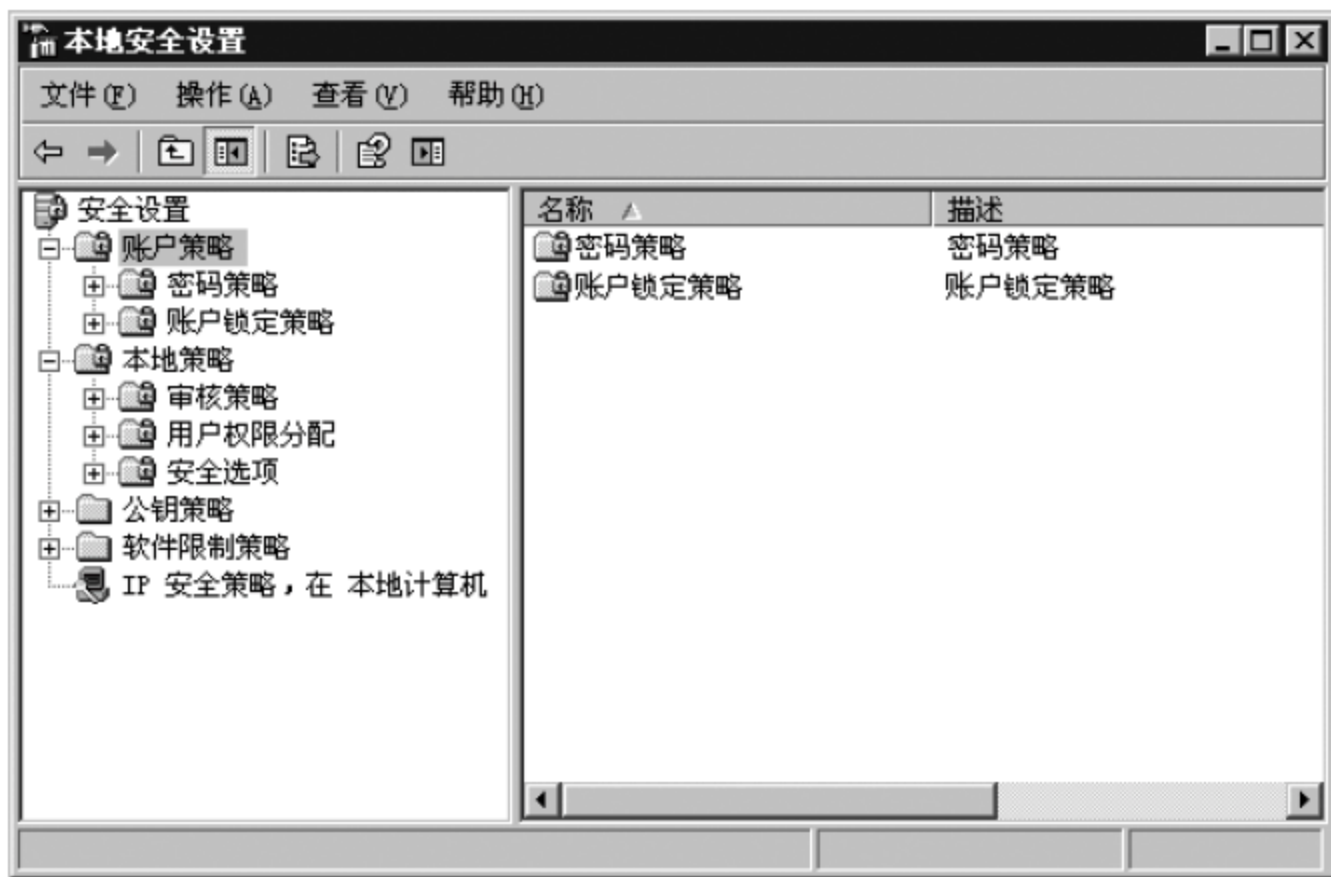 本地安全设置
文件(F) 操作(A) 查看(V) 帮助(H)
安全设置
账户策略
密码策略
账户锁定策略
本地策略
审核策略
用户权限分配
安全选项
公钥策略
软件限制策略
IP 安全策略，在 本地计算机
名称 描述
密码策略 密码策略
账户锁定策略 账户锁定策略